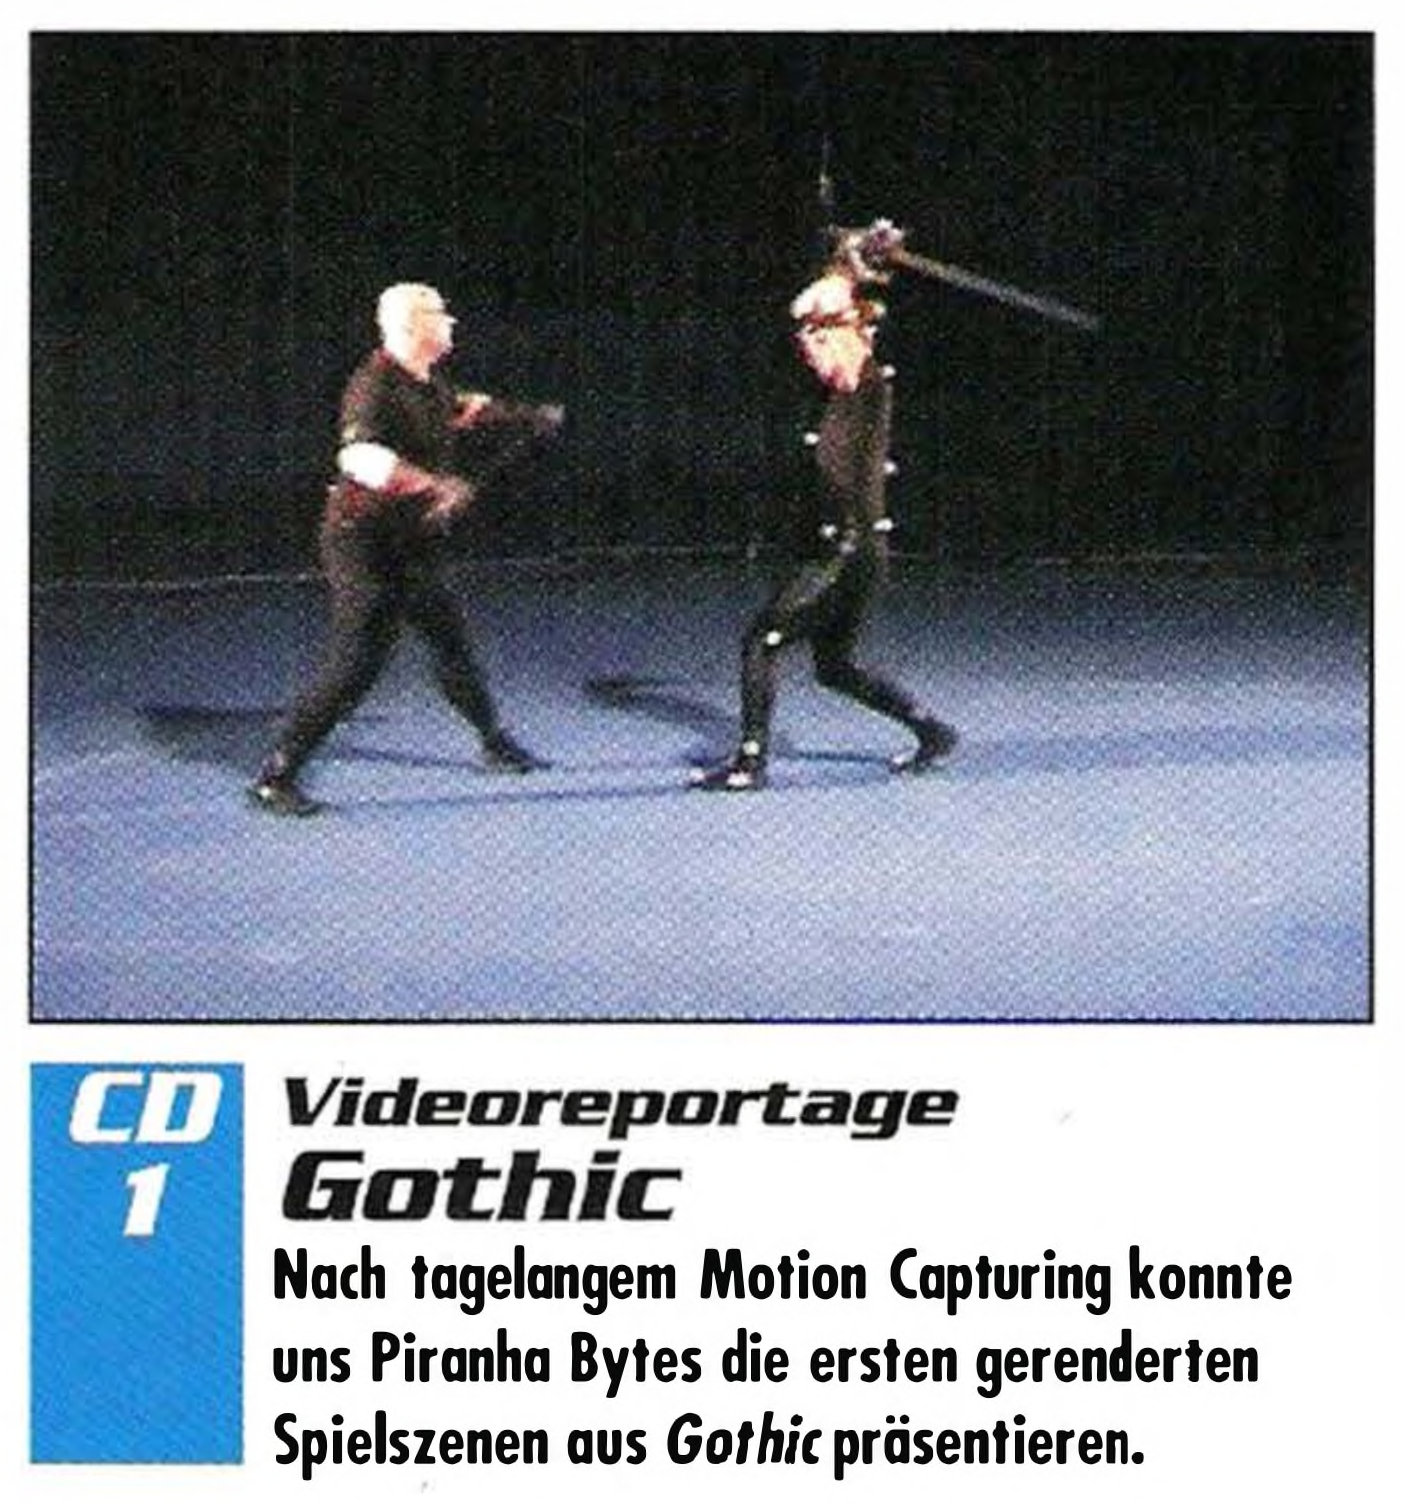 CD
1
Videoreportage
Gothic
Nach tagelangem Motion Capturing konnte
uns Piranha Bytes die ersten gerenderten
Spielszenen aus Gothic präsentieren.